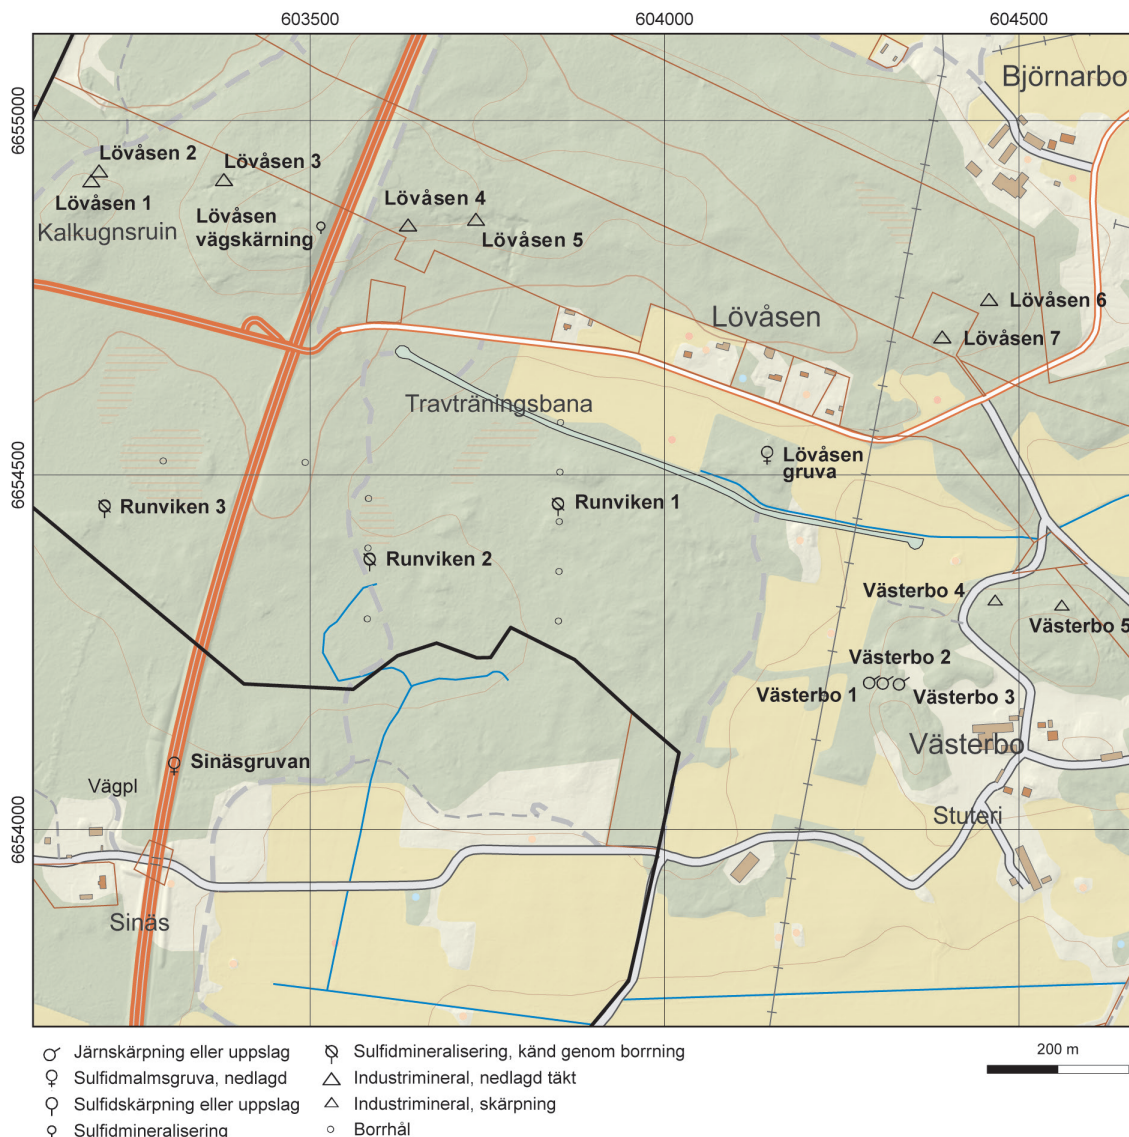 603500
604000
604500
6655000
6654500
6654000
Björnarbo
Lövåsen 2
Lövåsen 3
Lövåsen 1
Kalkugnsruin
Lövåsen
vägskärning
Lövåsen 4
Lövåsen 5
Lövåsen 6
Lövåsen
Lövåsen 7
Travträningsbana
Lövåsen
gruva
Runviken 3
Runviken 1
Runviken 2
Västerbo 4
Västerbo 5
Västerbo 2
Västerbo 1
Västerbo 3
Västerbo
Sinäsgruvan
Vägpl
Stuteri
Sinäs
Järnskärpning eller uppslag
Sulfidmalmsgruva, nedlagd
Sulfidskärpning eller uppslag
Sulfidmineralisering
Sulfidmineralisering, känd genom borrning
Industrimineral, nedlagd täkt
Industrimineral, skärpning
Borrhål
200 m